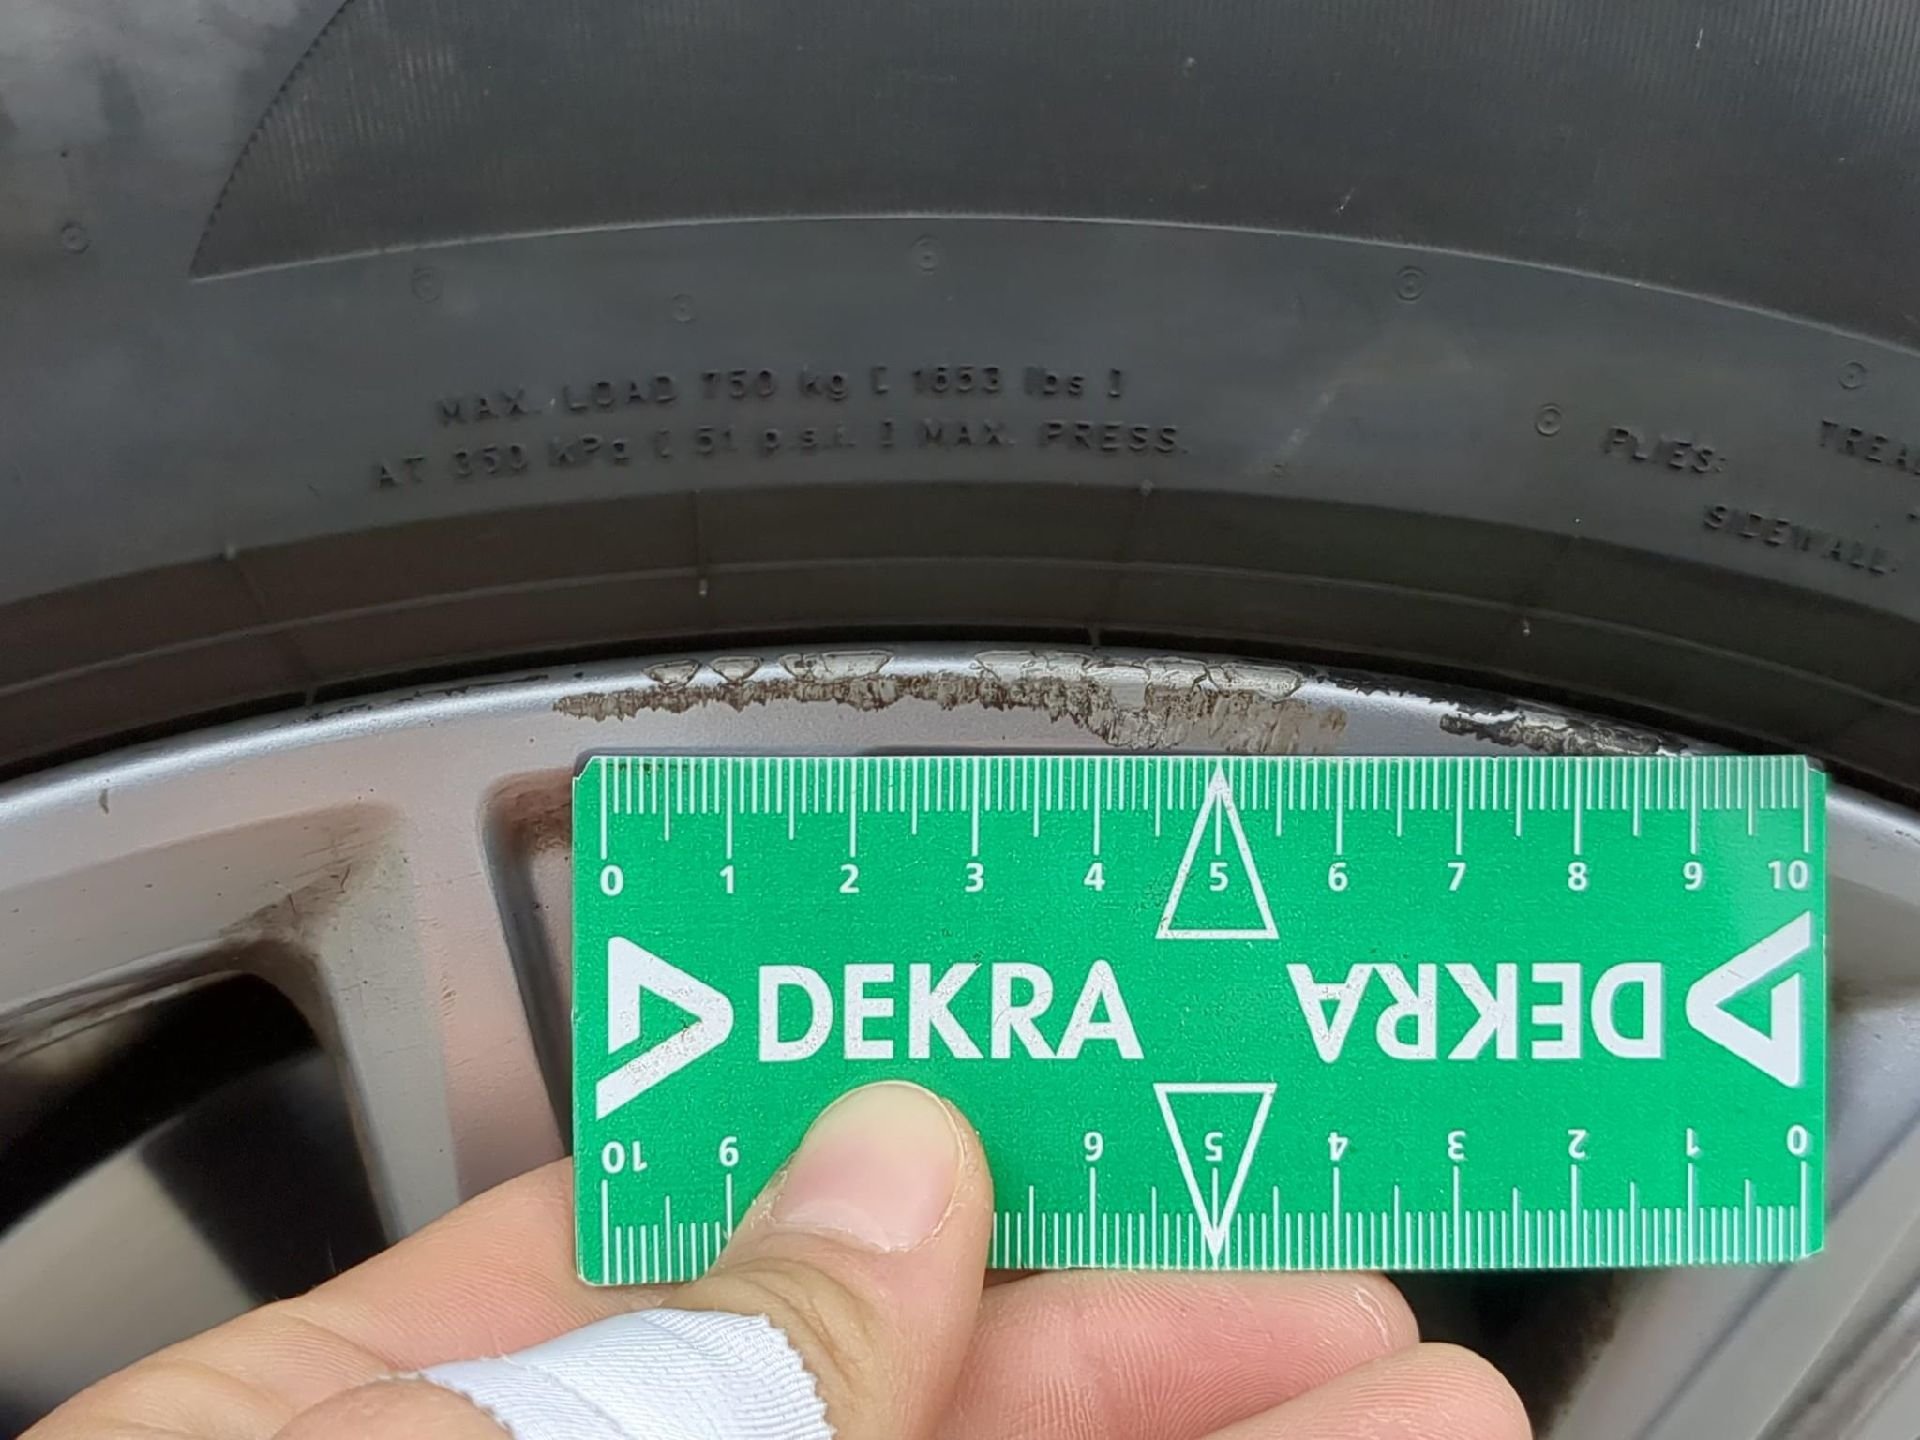 MAX. LOAD 750 kg [ 1653 lbs ]
AT 350 kPa [ 51 p.s.i. ] MAX. PRESS.
PLIES:
SIDEWALL:
0 1 2 3 4 5 6 7 8 9 10
DEKRA
DEKRA
10 9 6 5 4 3 2 1 0